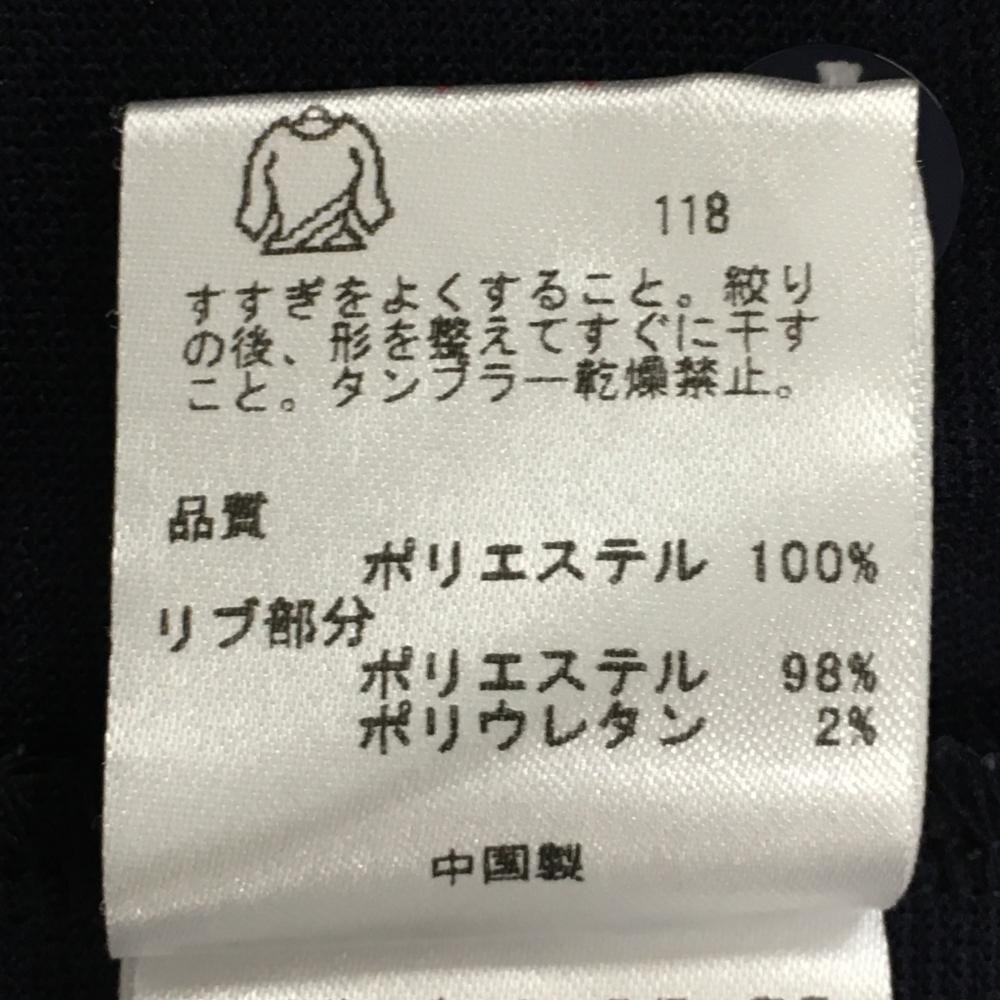 118
すすぎをよくすること。絞り
の後、形を整えてすぐに干す
こと。タンブラー乾燥禁止。
品質
ポリエステル 100%
リブ部分
ポリエステル 98%
ポリウレタン 2%
中国製